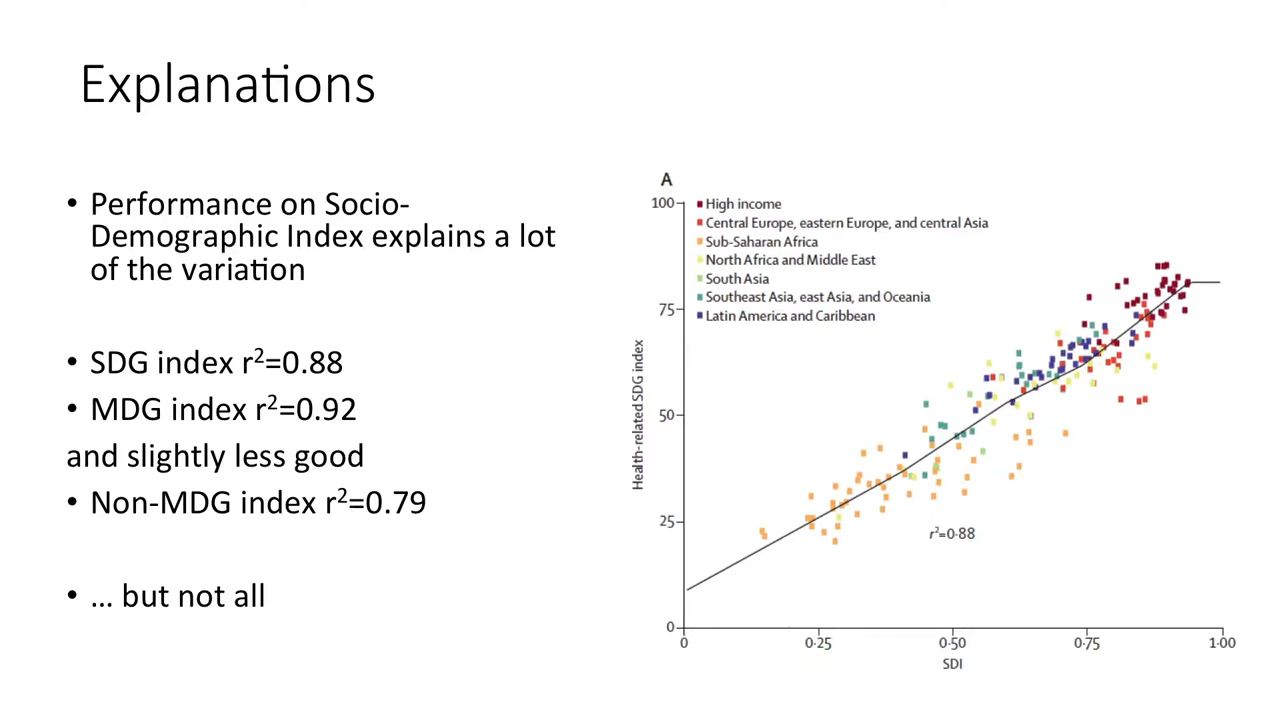 Explanations
• Performance on Socio-
Demographic Index explains a lot
of the variation
• SDG index r²=0.88
• MDG index r²=0.92
and slightly less good
• Non-MDG index r²=0.79
• … but not all
A
High income
Central Europe, eastern Europe, and central Asia
Sub-Saharan Africa
North Africa and Middle East
South Asia
Southeast Asia, east Asia, and Oceania
Latin America and Caribbean
Health-related SDG index
100
75
50
25
0
r²=0·88
0
0·25
0·50
0·75
1·00
SDI